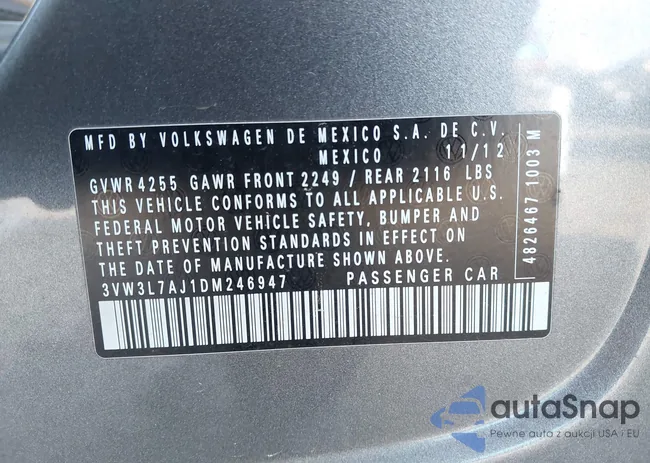 MFD BY VOLKSWAGEN DE MEXICO S.A. DE C.V.
MEXICO 11/12
GVWR 4255 GAWR FRONT 2249 / REAR 2116 LBS
THIS VEHICLE CONFORMS TO ALL APPLICABLE U.S.
FEDERAL MOTOR VEHICLE SAFETY, BUMPER AND
THEFT PREVENTION STANDARDS IN EFFECT ON
THE DATE OF MANUFACTURE SHOWN ABOVE.
3VW3L7AJ1DM246947 PASSENGER CAR
4826467 1003 M
autaSnap
Pewne auta z aukcji USA i EU